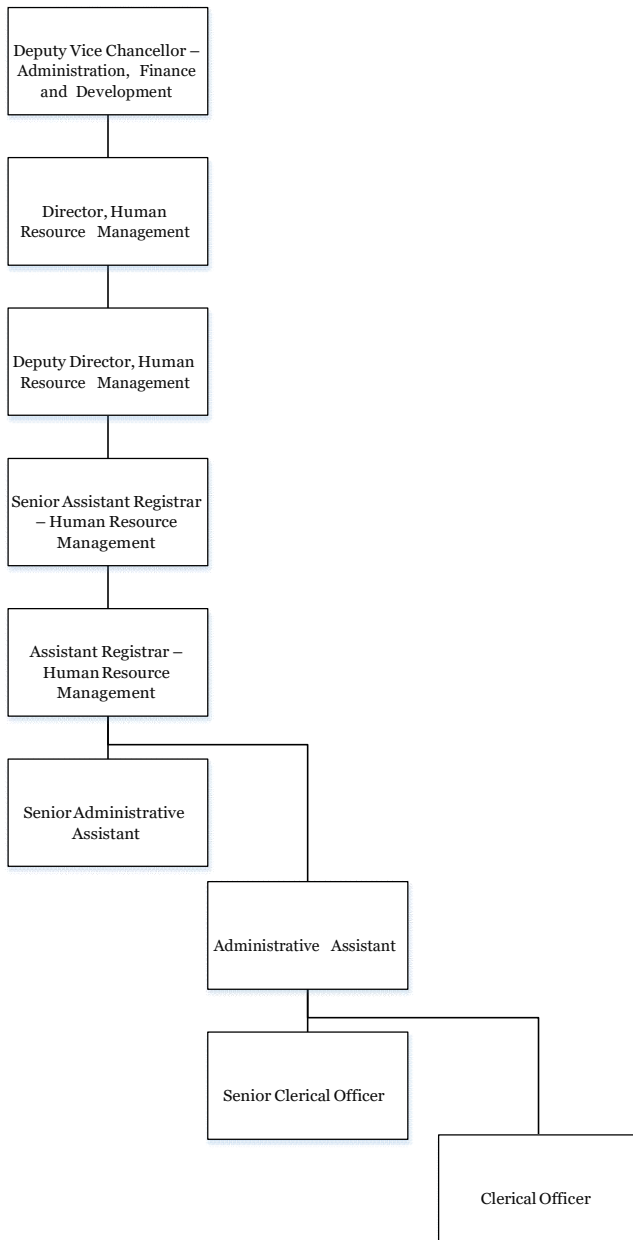 Deputy Vice Chancellor –
Administration, Finance
and Development
Director, Human
Resource Management
Deputy Director, Human
Resource Management
Senior Assistant Registrar
– Human Resource
Management
Assistant Registrar –
Human Resource
Management
Senior Administrative
Assistant
Administrative Assistant
Senior Clerical Officer
Clerical Officer